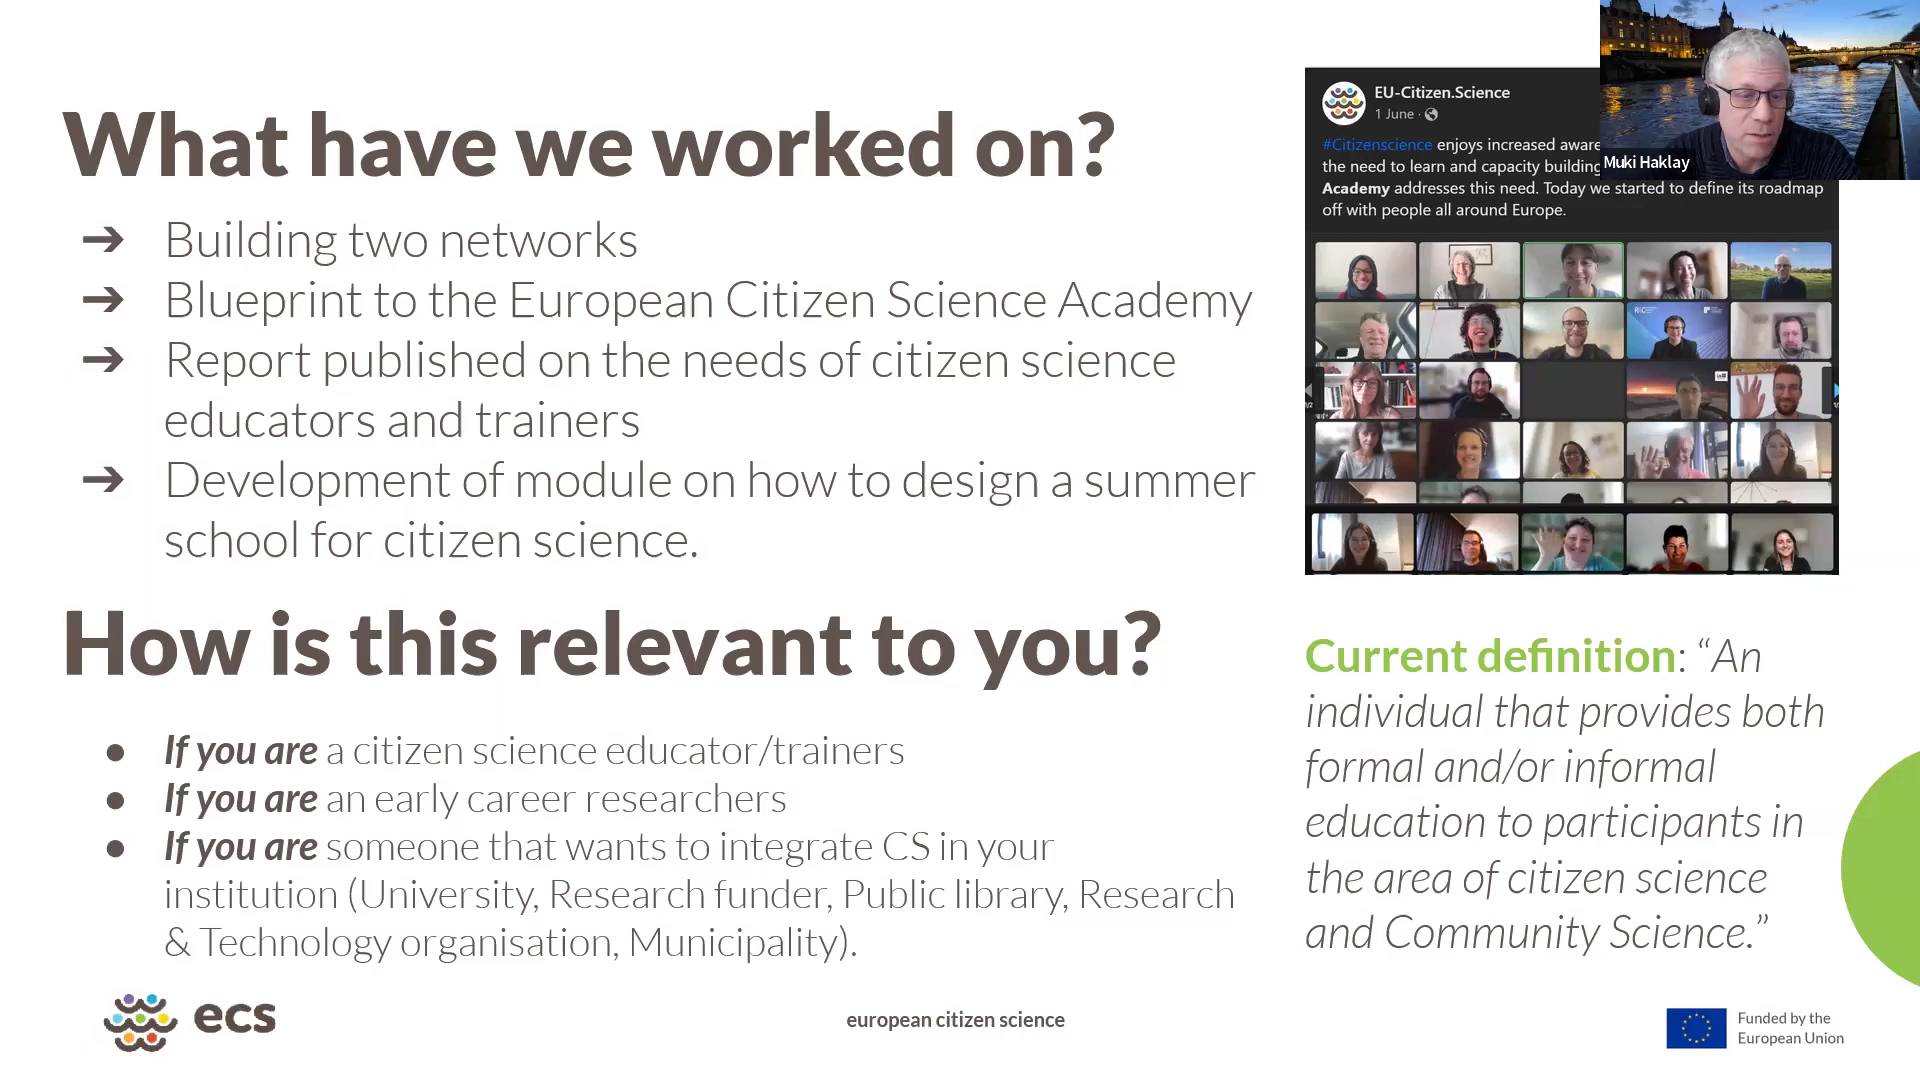 What have we worked on?
➔ Building two networks
➔ Blueprint to the European Citizen Science Academy
➔ Report published on the needs of citizen science
educators and trainers
➔ Development of module on how to design a summer
school for citizen science.
How is this relevant to you?
● If you are a citizen science educator/trainers
● If you are an early career researchers
● If you are someone that wants to integrate CS in your
institution (University, Research funder, Public library, Research
& Technology organisation, Municipality).
EU-Citizen.Science
1 June ·
#Citizenscience enjoys increased aware
the need to learn and capacity building
Academy addresses this need. Today we started to define its roadmap
off with people all around Europe.
Muki Haklay
Current definition: “An
individual that provides both
formal and/or informal
education to participants in
the area of citizen science
and Community Science.”
ecs
european citizen science
Funded by the
European Union